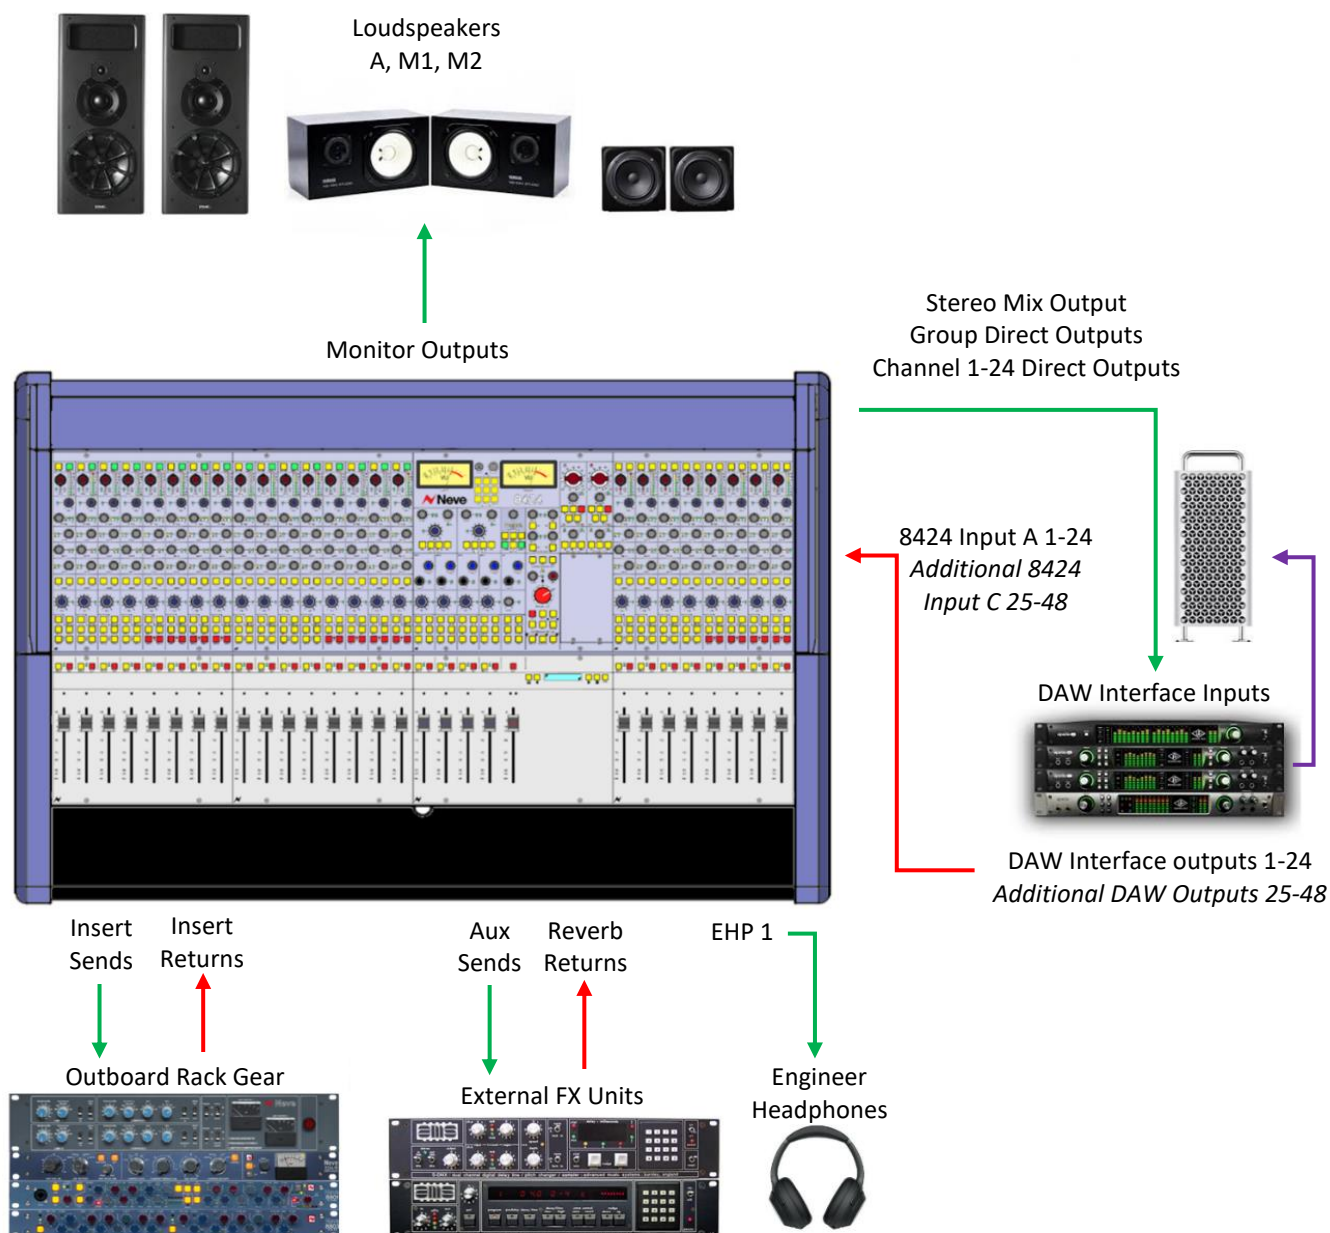 Loudspeakers
A, M1, M2
Monitor Outputs
Stereo Mix Output
Group Direct Outputs
Channel 1-24 Direct Outputs
Neve
8424
8424 Input A 1-24
Additional 8424
Input C 25-48
DAW Interface Inputs
DAW Interface outputs 1-24
Additional DAW Outputs 25-48
Insert
Sends
Insert
Returns
Aux
Sends
Reverb
Returns
EHP 1
Outboard Rack Gear
External FX Units
Engineer
Headphones